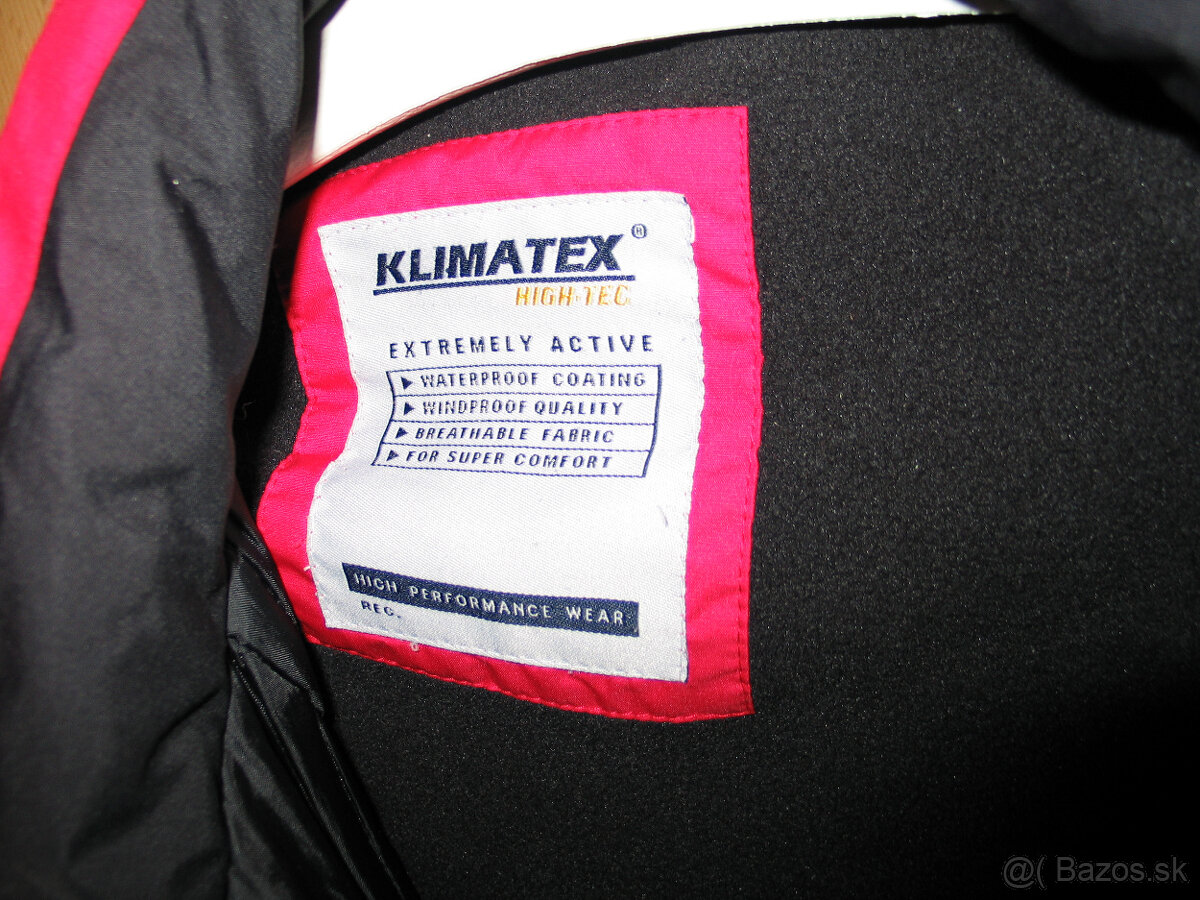 KLIMATEX®
HIGH-TEC
EXTREMELY ACTIVE
WATERPROOF COATING
WINDPROOF QUALITY
BREATHABLE FABRIC
FOR SUPER COMFORT
HIGH PERFORMANCE WEAR
REG.
@( Bazos.sk